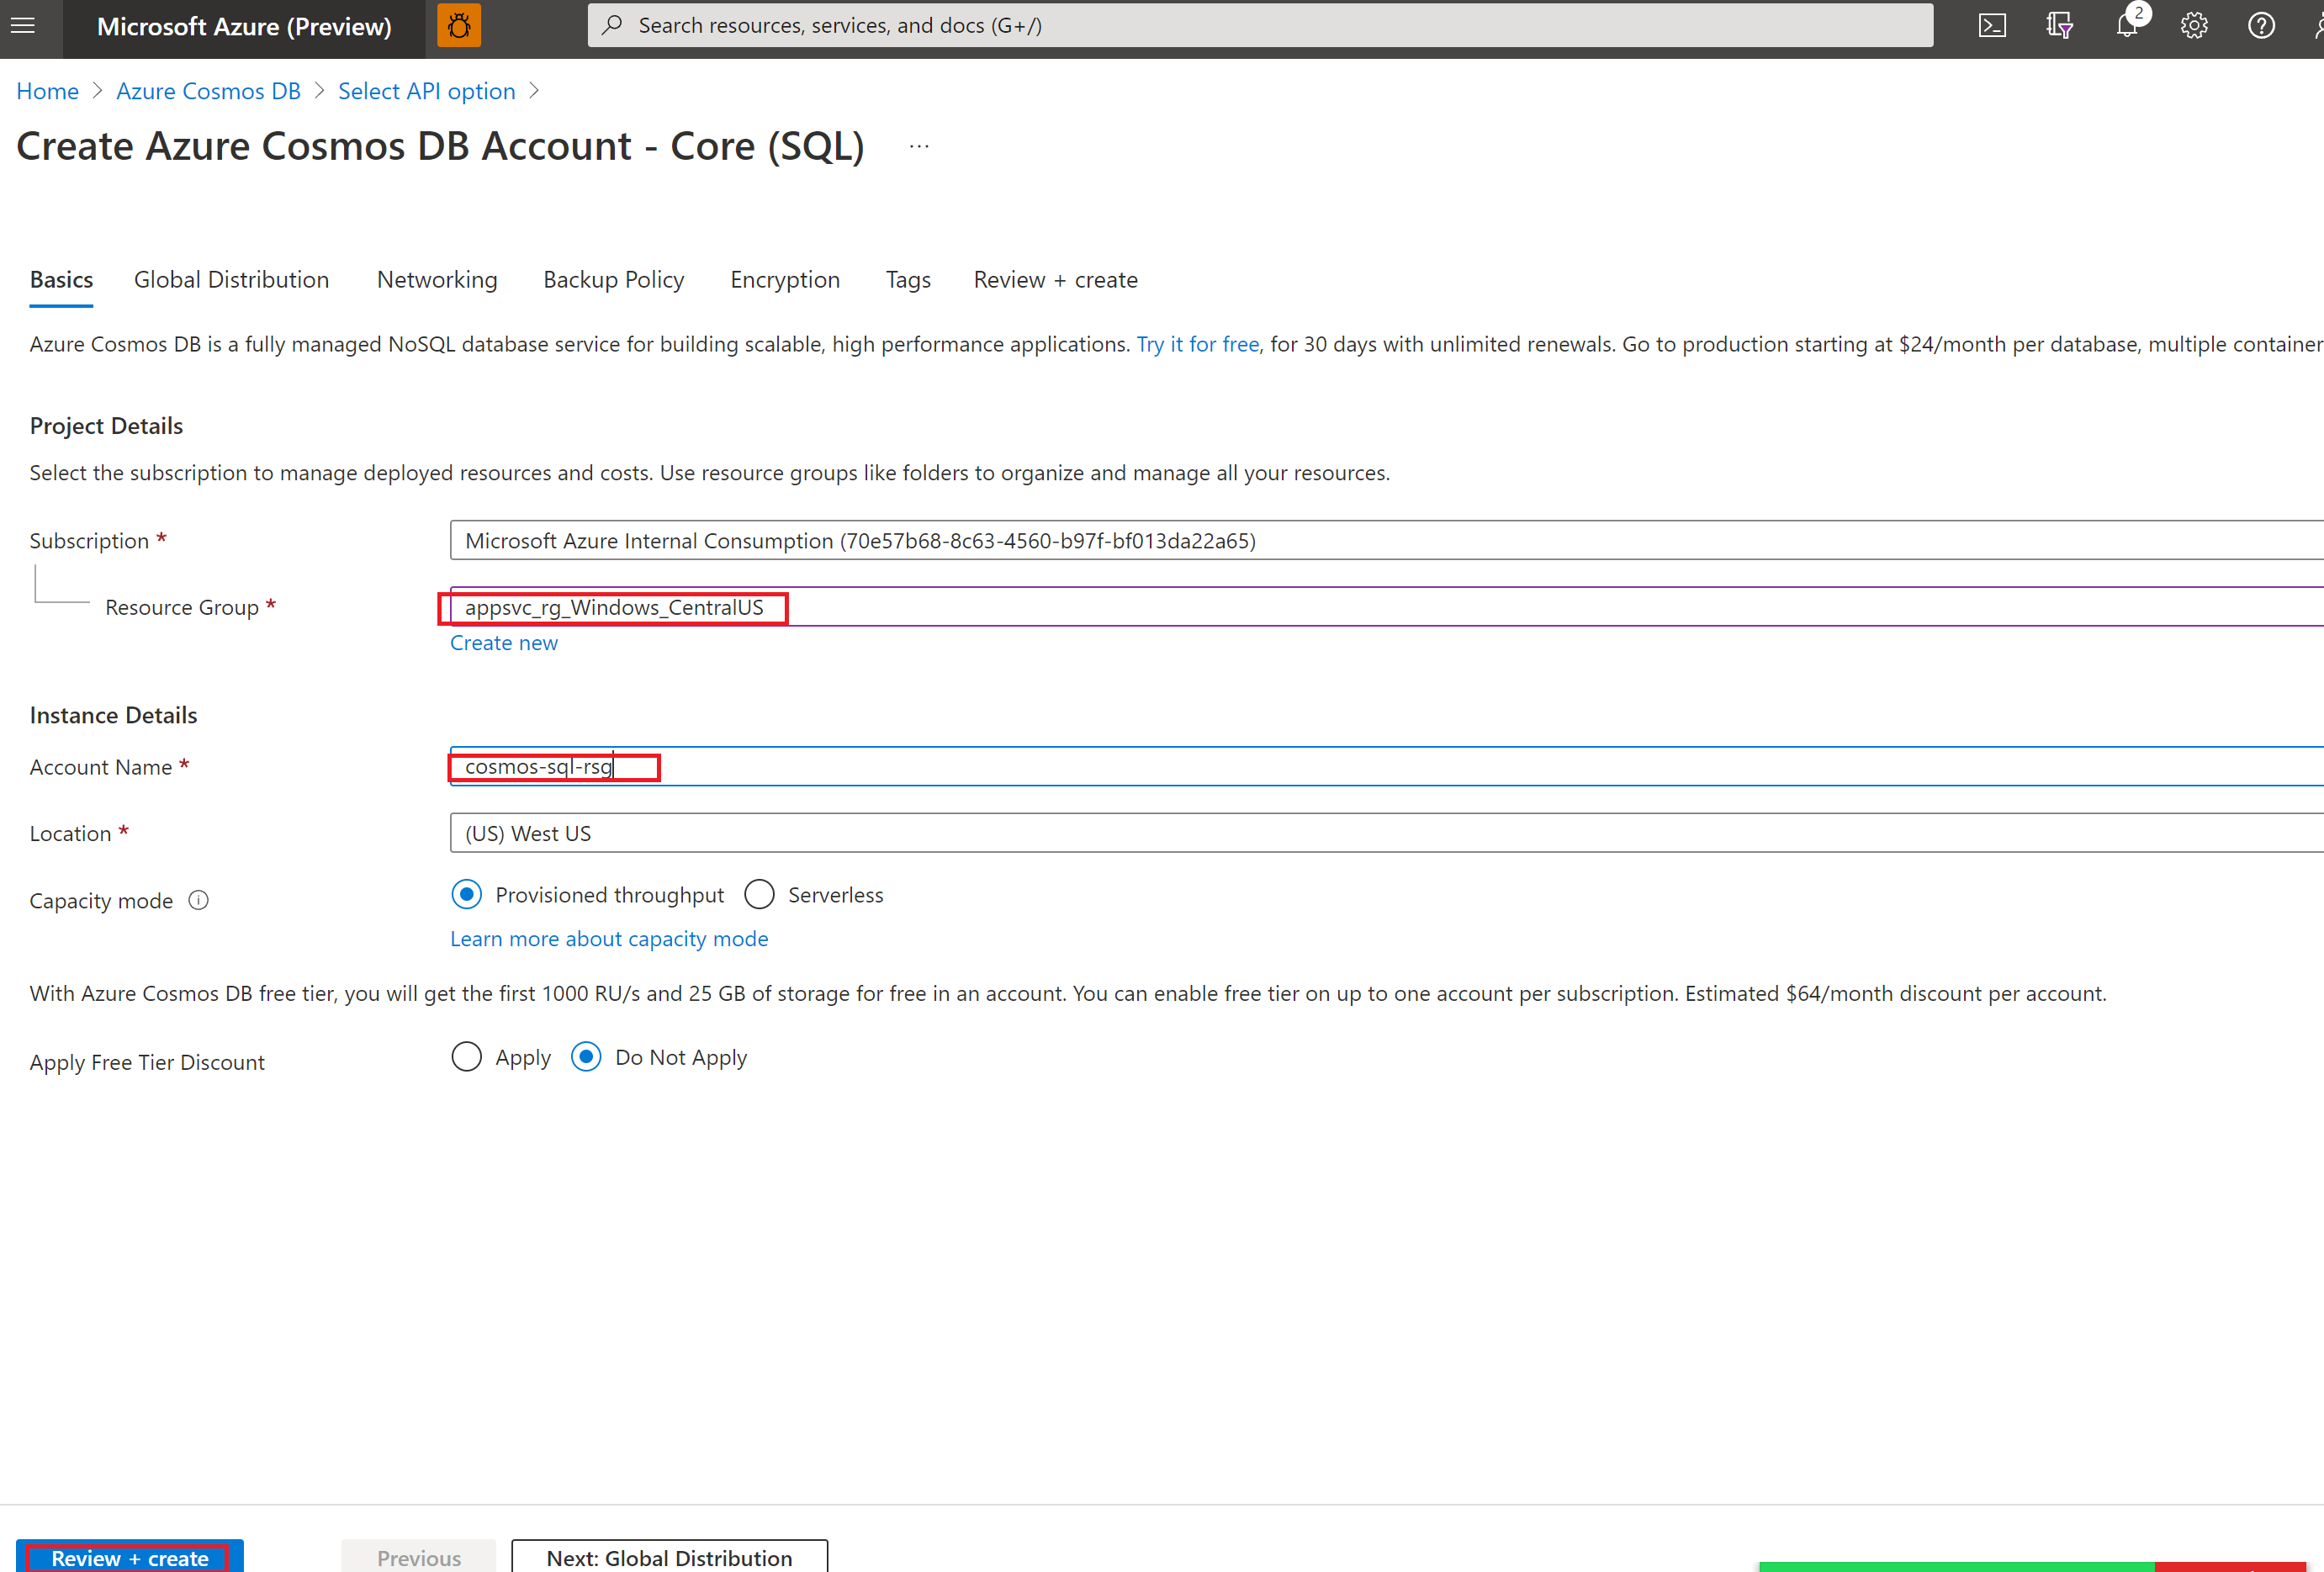 Microsoft Azure (Preview)
Search resources, services, and docs (G+/)
2
Home > Azure Cosmos DB > Select API option >
Create Azure Cosmos DB Account - Core (SQL) ...
Basics Global Distribution Networking Backup Policy Encryption Tags Review + create
Azure Cosmos DB is a fully managed NoSQL database service for building scalable, high performance applications. Try it for free, for 30 days with unlimited renewals. Go to production starting at $24/month per database, multiple container
Project Details
Select the subscription to manage deployed resources and costs. Use resource groups like folders to organize and manage all your resources.
Subscription * Microsoft Azure Internal Consumption (70e57b68-8c63-4560-b97f-bf013da22a65)
Resource Group * appsvc_rg_Windows_CentralUS
Create new
Instance Details
Account Name * cosmos-sql-rsg
Location * (US) West US
Capacity mode Provisioned throughput Serverless
Learn more about capacity mode
With Azure Cosmos DB free tier, you will get the first 1000 RU/s and 25 GB of storage for free in an account. You can enable free tier on up to one account per subscription. Estimated $64/month discount per account.
Apply Free Tier Discount Apply Do Not Apply
Review + create Previous Next: Global Distribution